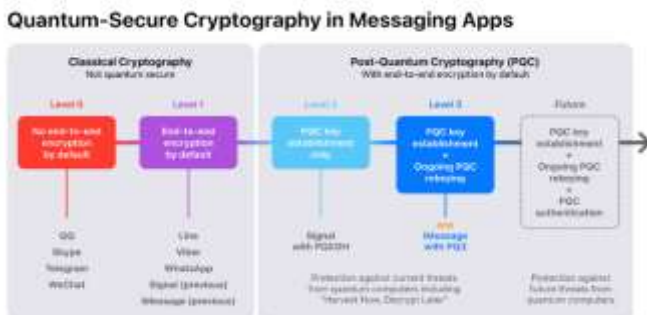 Quantum-Secure Cryptography in Messaging Apps
Classical Cryptography
Not quantum secure
Post-Quantum Cryptography (PQC)
With end-to-end encryption by default
Level 0
Level 1
Level 2
Level 3
Future
No end-to-end
encryption
by default
End-to-end
encryption
by default
PQC key
establishment
only
PQC key
establishment
+
Ongoing PQC
rekeying
PQC key
establishment
+
Ongoing PQC
rekeying
+
PQC
authentication
QQ
Skype
Telegram
WeChat
Line
Viber
WhatsApp
Signal (previous)
iMessage (previous)
Signal
with PQXDH
iMessage
with PQ3
Protection against current threats
from quantum computers including
"Harvest Now, Decrypt Later"
Protection against
future threats from
quantum computers